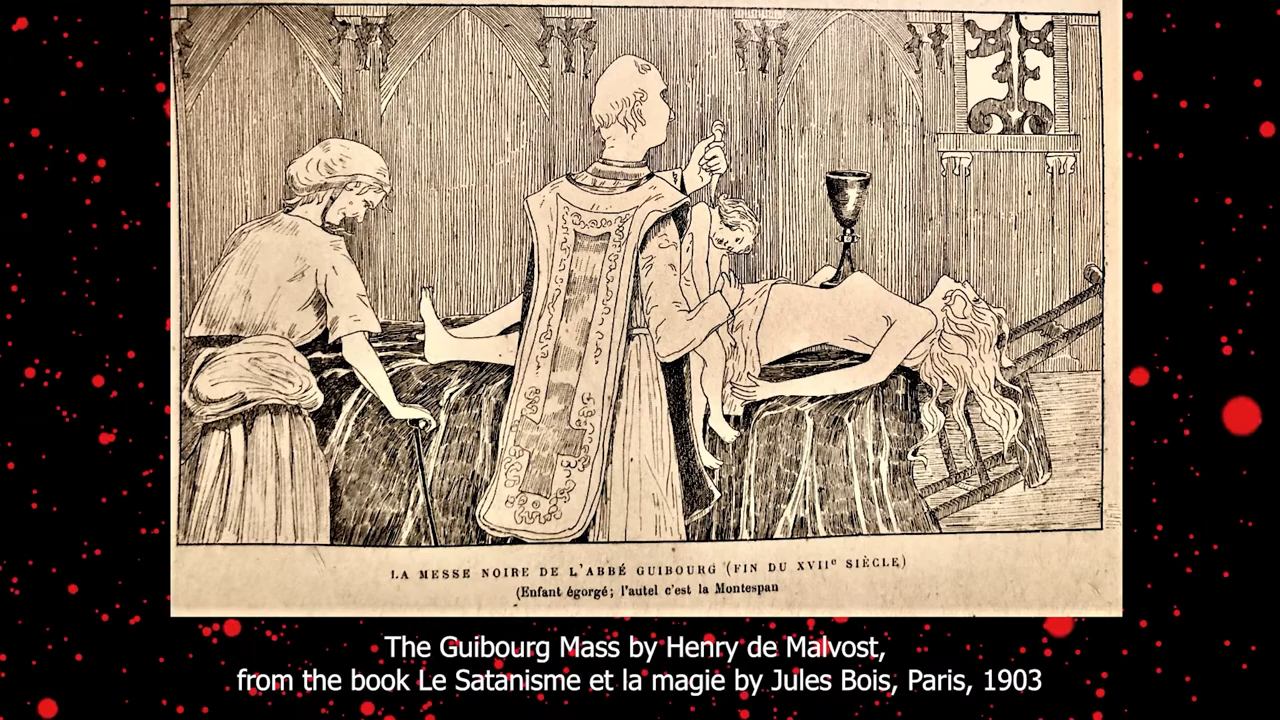 LA MESSE NOIRE DE L'ABBÉ GUIBOURG (FIN DU XVIIᵉ SIÈCLE)
(Enfant égorgé; l'autel c'est la Montespan
The Guibourg Mass by Henry de Malvost,
from the book Le Satanisme et la magie by Jules Bois, Paris, 1903